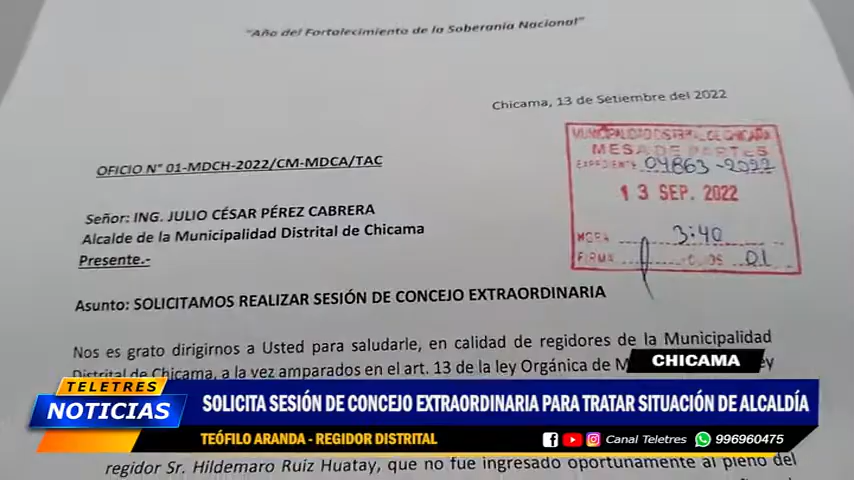 "Año del Fortalecimiento de la Soberanía Nacional"
Chicama, 13 de Setiembre del 2022
MUNICIPALIDAD DISTRITAL DE CHICAMA
MESA DE PARTES
EXPEDIENTE 04863-2022
13 SEP. 2022
HORA 3:40
FIRMA
OFICIO N° 01-MDCH-2022/CM-MDCA/TAC
Señor: ING. JULIO CÉSAR PÉREZ CABRERA
Alcalde de la Municipalidad Distrital de Chicama
Presente.-
Asunto: SOLICITAMOS REALIZAR SESIÓN DE CONCEJO EXTRAORDINARIA
Nos es grato dirigirnos a Usted para saludarle, en calidad de regidores de la Municipalidad
Distrital de Chicama, a la vez amparados en el art. 13 de la ley Orgánica de
CHICAMA
TELETRES
NOTICIAS
SOLICITA SESIÓN DE CONCEJO EXTRAORDINARIA PARA TRATAR SITUACIÓN DE ALCALDÍA
TEÓFILO ARANDA - REGIDOR DISTRITAL
Canal Teletres 996960475
regidor Sr. Hildemaro Ruiz Huatay, que no fue ingresado oportunamente al pleno del